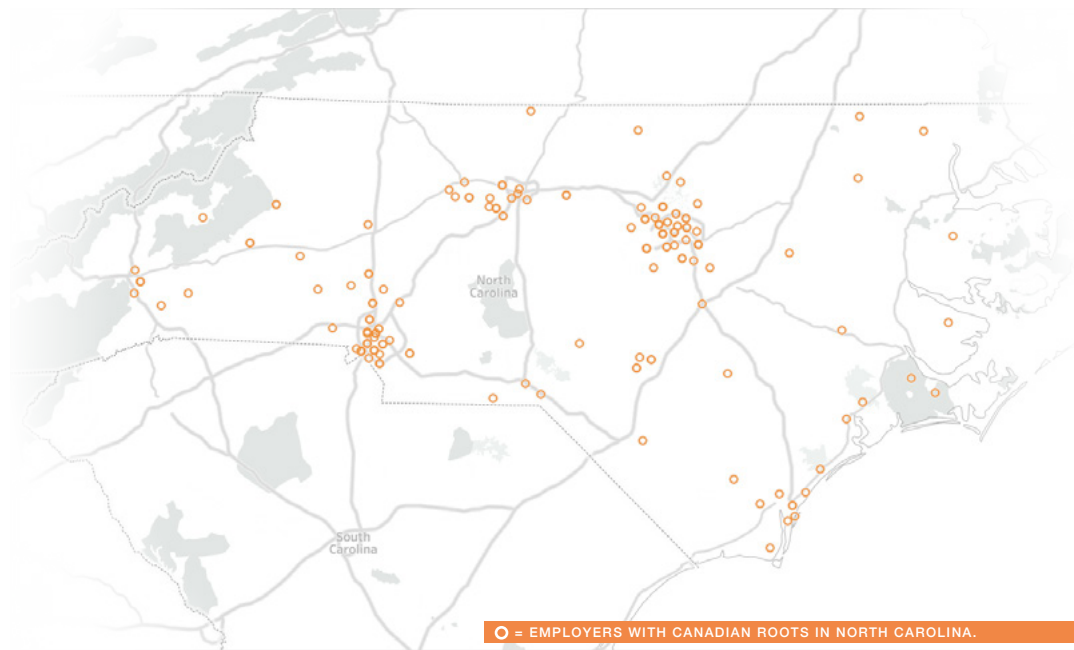 North
Carolina
South
Carolina
= EMPLOYERS WITH CANADIAN ROOTS IN NORTH CAROLINA.